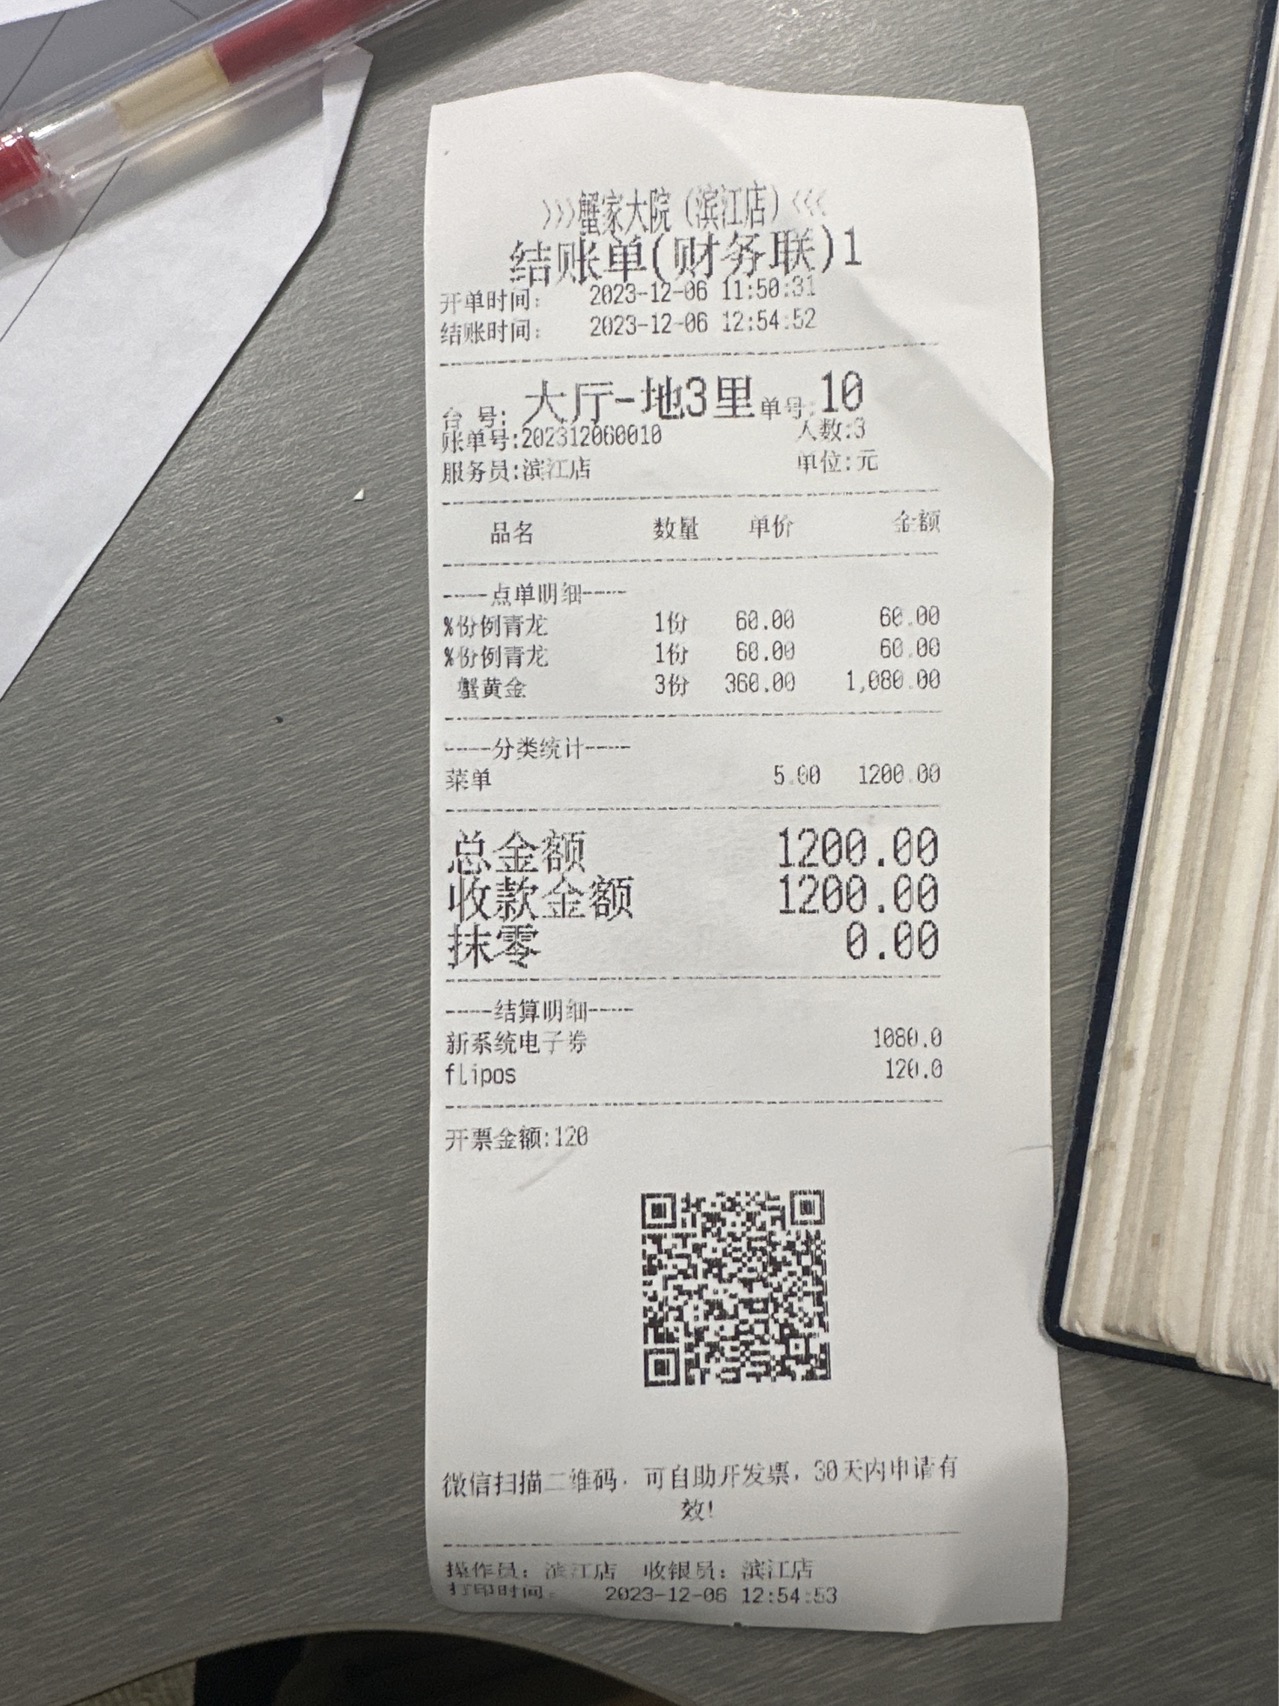 >>>蟹家大院（滨江店）<<<
结账单(财务联)1
开单时间： 2023-12-06 11:50:31
结账时间： 2023-12-06 12:54:52
台 号: 大厅-地3里 单号:10
账单号:202312060010 人数:3
服务员:滨江店 单位:元
品名 数量 单价 金额
----点单明细----
%份例青龙 1份 60.00 60.00
%份例青龙 1份 60.00 60.00
蟹黄金 3份 360.00 1,080.00
----分类统计----
菜单 5.00 1200.00
总金额 1200.00
收款金额 1200.00
抹零 0.00
----结算明细----
新系统电子券 1080.0
flipos 120.0
开票金额:120
微信扫描二维码，可自助开发票，30天内申请有
效!
操作员：滨江店 收银员：滨江店
打印时间： 2023-12-06 12:54:53